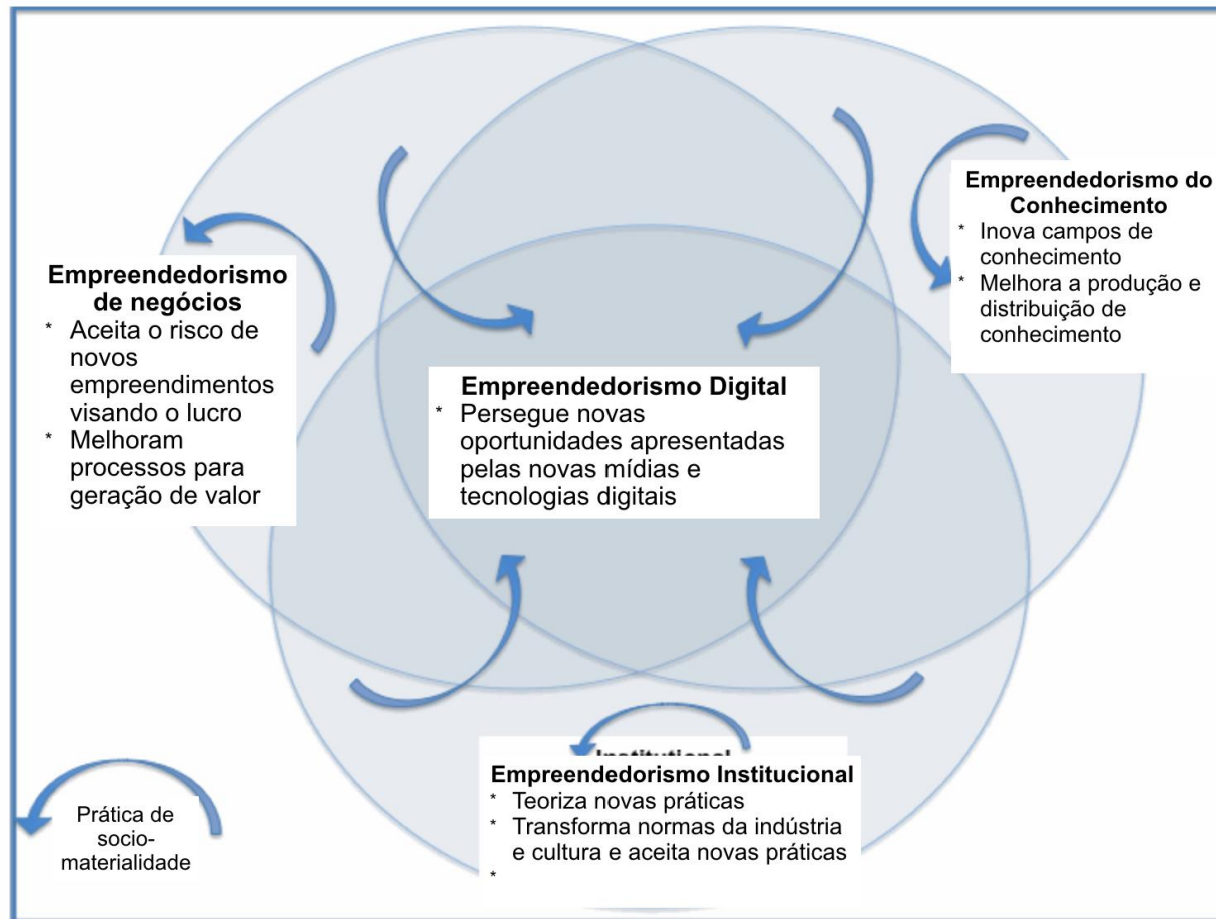 Empreendedorismo
de negócios
* Aceita o risco de
novos
empreendimentos
visando o lucro
* Melhoram
processos para
geração de valor
Empreendedorismo do
Conhecimento
* Inova campos de
conhecimento
* Melhora a produção e
distribuição de
conhecimento
Empreendedorismo Digital
* Persegue novas
oportunidades apresentadas
pelas novas mídias e
tecnologias digitais
Empreendedorismo Institucional
* Teoriza novas práticas
* Transforma normas da indústria
e cultura e aceita novas práticas
*
Prática de
socio-
materialidade